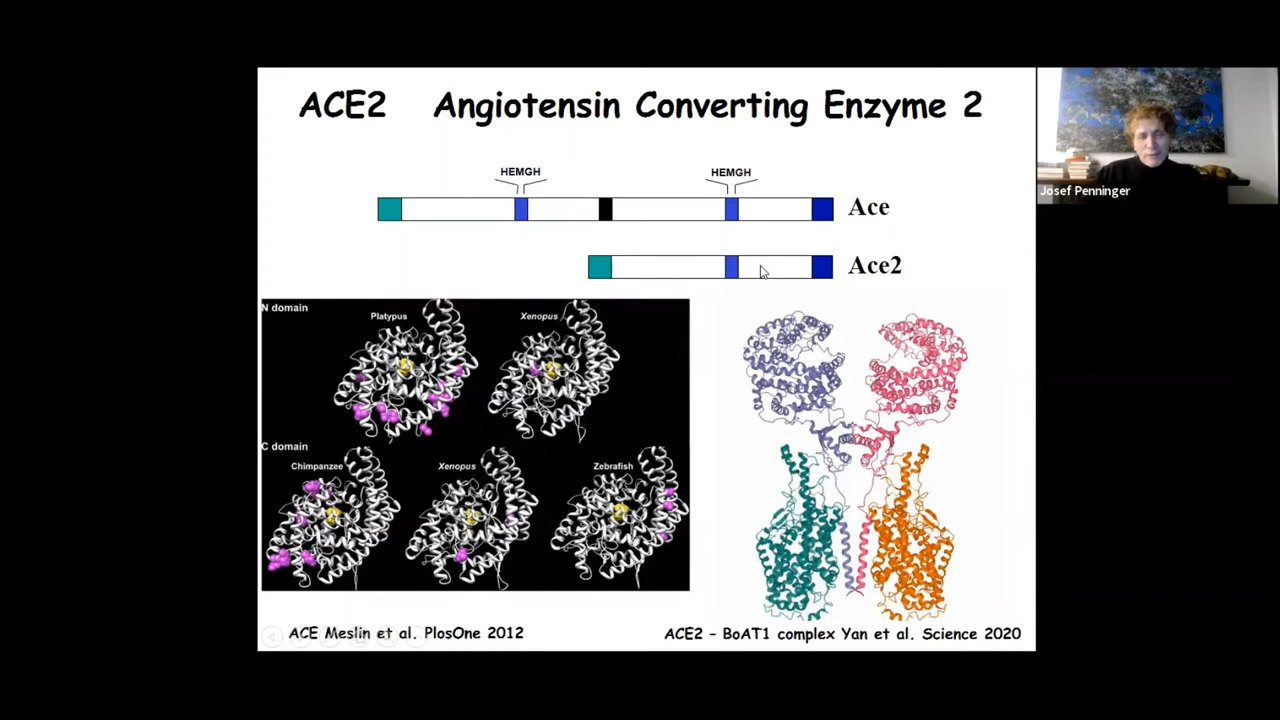 ACE2 Angiotensin Converting Enzyme 2
HEMGH HEMGH
Ace
Ace2
N domain
Platypus Xenopus
C domain
Chimpanzee Xenopus Zebrafish
ACE Meslin et al. PlosOne 2012
ACE2 – BoAT1 complex Yan et al. Science 2020
Josef Penninger